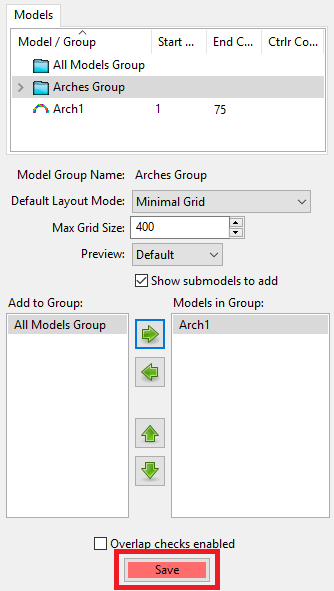 Models
Model / Group Start ... End C... Ctrlr Co...
All Models Group
Arches Group
Arch1 1 75
Model Group Name: Arches Group
Default Layout Mode: Minimal Grid
Max Grid Size: 400
Preview: Default
Show submodels to add
Add to Group: Models in Group:
All Models Group Arch1
Overlap checks enabled
Save